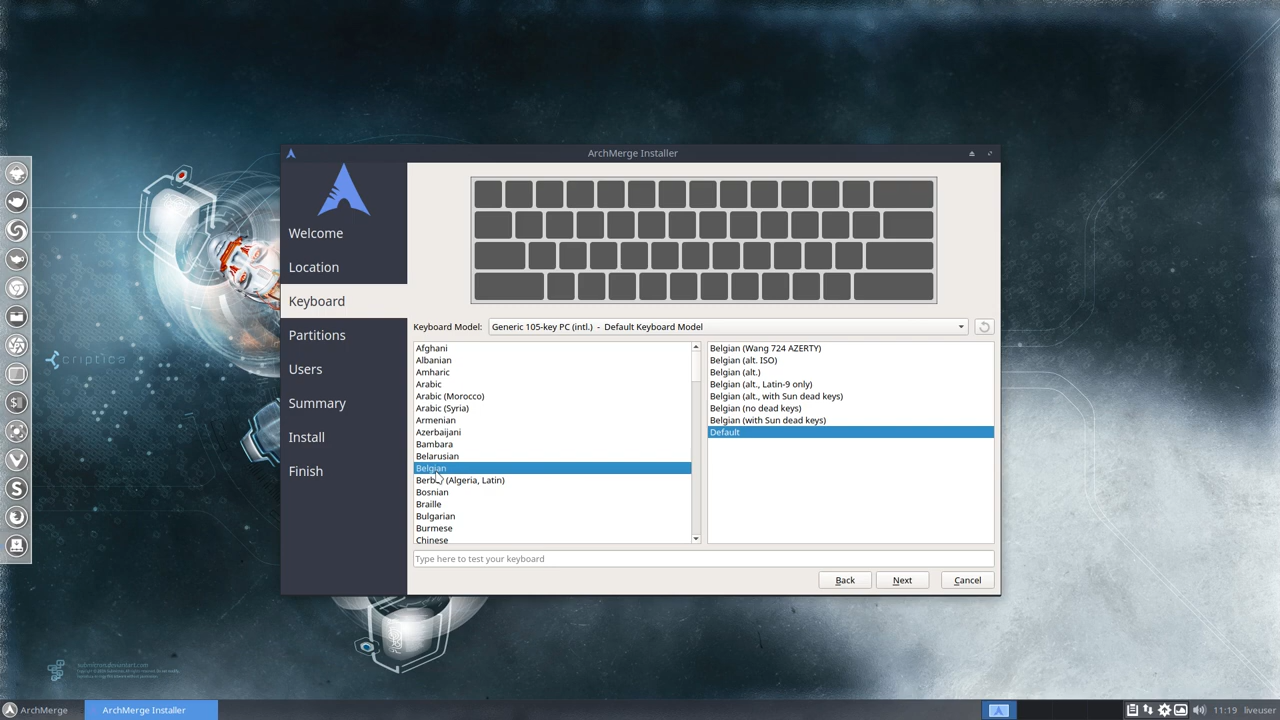 ArchMerge Installer
Welcome
Location
Keyboard
Partitions
Users
Summary
Install
Finish
Keyboard Model:
Generic 105-key PC (intl.)  -  Default Keyboard Model
Afghani
Albanian
Amharic
Arabic
Arabic (Morocco)
Arabic (Syria)
Armenian
Azerbaijani
Bambara
Belarusian
Belgian
Berber (Algeria, Latin)
Bosnian
Braille
Bulgarian
Burmese
Chinese
Belgian (Wang 724 AZERTY)
Belgian (alt. ISO)
Belgian (alt.)
Belgian (alt., Latin-9 only)
Belgian (alt., with Sun dead keys)
Belgian (no dead keys)
Belgian (with Sun dead keys)
Default
Type here to test your keyboard
Back
Next
Cancel
criptica
ArchMerge
ArchMerge Installer
11:19
liveuser